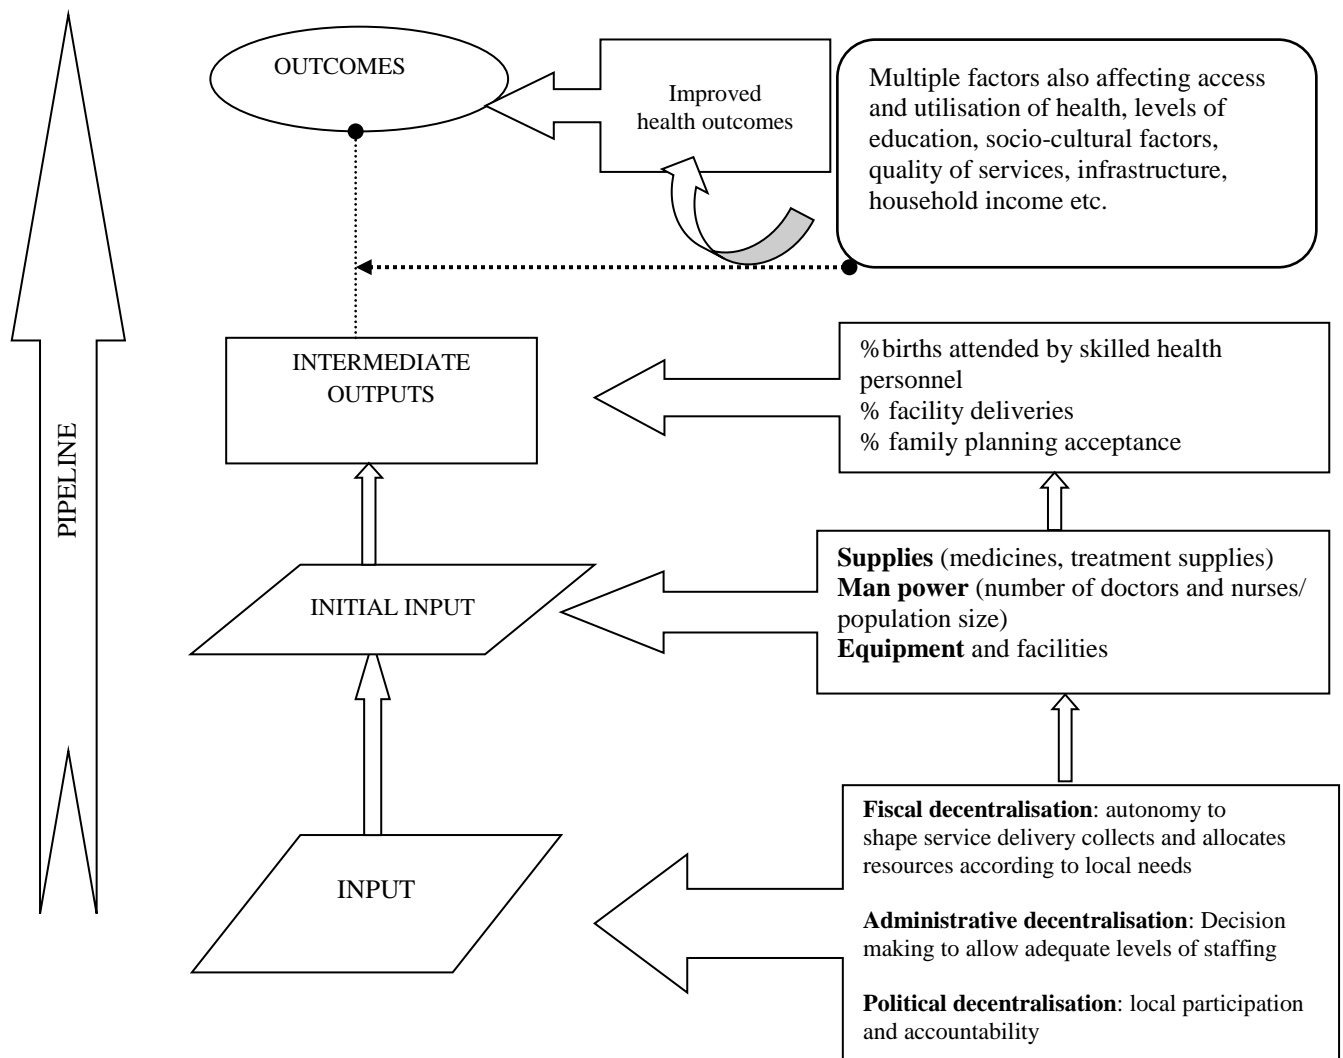 OUTCOMES
Improved
health outcomes
Multiple factors also affecting access
and utilisation of health, levels of
education, socio-cultural factors,
quality of services, infrastructure,
household income etc.
PIPELINE
INTERMEDIATE
OUTPUTS
%births attended by skilled health
personnel
% facility deliveries
% family planning acceptance
INITIAL INPUT
Supplies (medicines, treatment supplies)
Man power (number of doctors and nurses/
population size)
Equipment and facilities
INPUT
Fiscal decentralisation: autonomy to
shape service delivery collects and allocates
resources according to local needs
Administrative decentralisation: Decision
making to allow adequate levels of staffing
Political decentralisation: local participation
and accountability